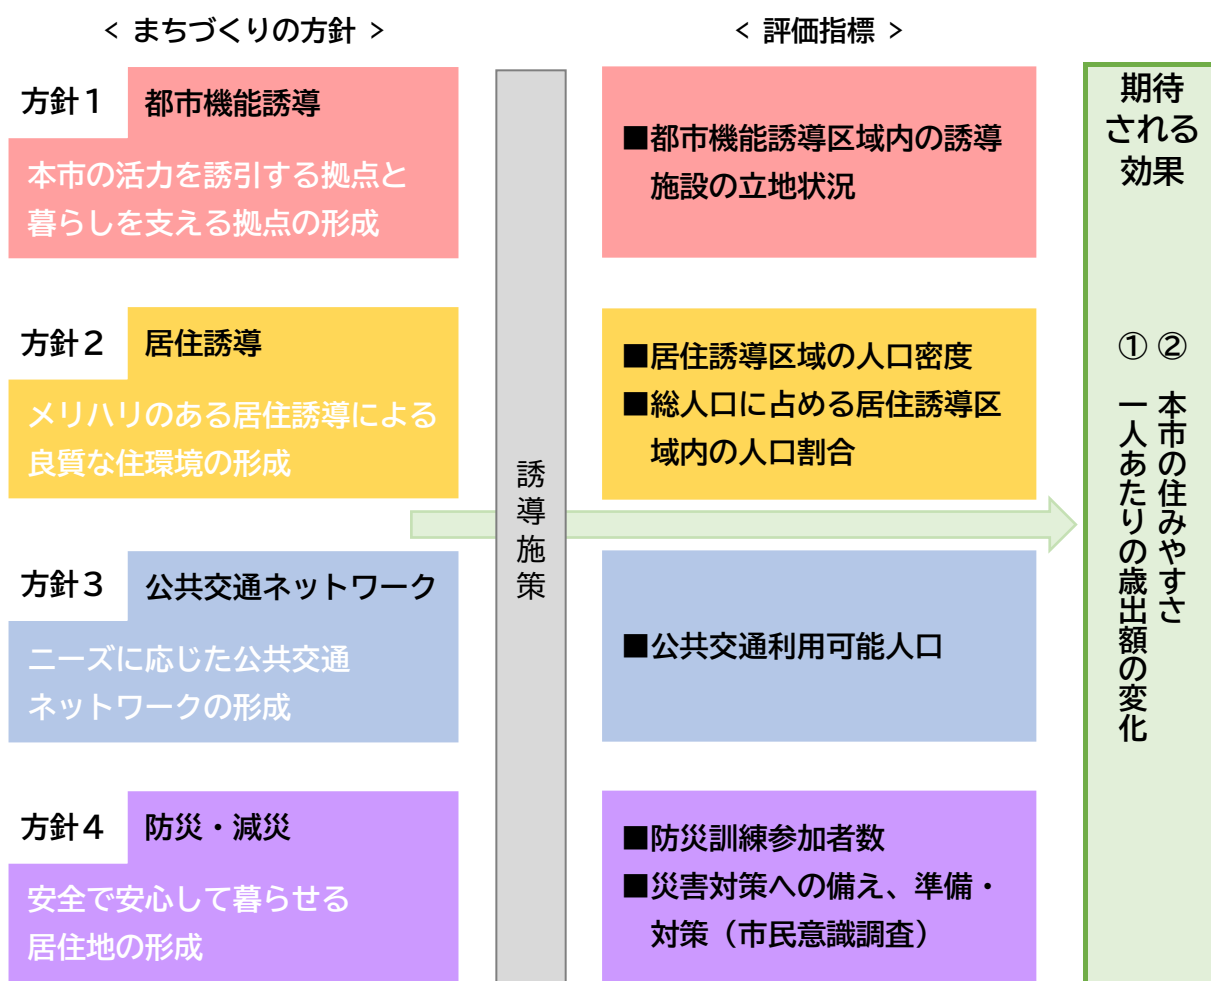 < まちづくりの方針 >
< 評価指標 >
方針１
都市機能誘導
本市の活力を誘引する拠点と
暮らしを支える拠点の形成
方針２
居住誘導
メリハリのある居住誘導による
良質な住環境の形成
方針３
公共交通ネットワーク
ニーズに応じた公共交通
ネットワークの形成
方針４
防災・減災
安全で安心して暮らせる
居住地の形成
誘導施策
■都市機能誘導区域内の誘導
施設の立地状況
■居住誘導区域の人口密度
■総人口に占める居住誘導区
域内の人口割合
■公共交通利用可能人口
■防災訓練参加者数
■災害対策への備え、準備・
対策（市民意識調査）
期待
される
効果
① 一人あたりの歳出額の変化
② 本市の住みやすさ